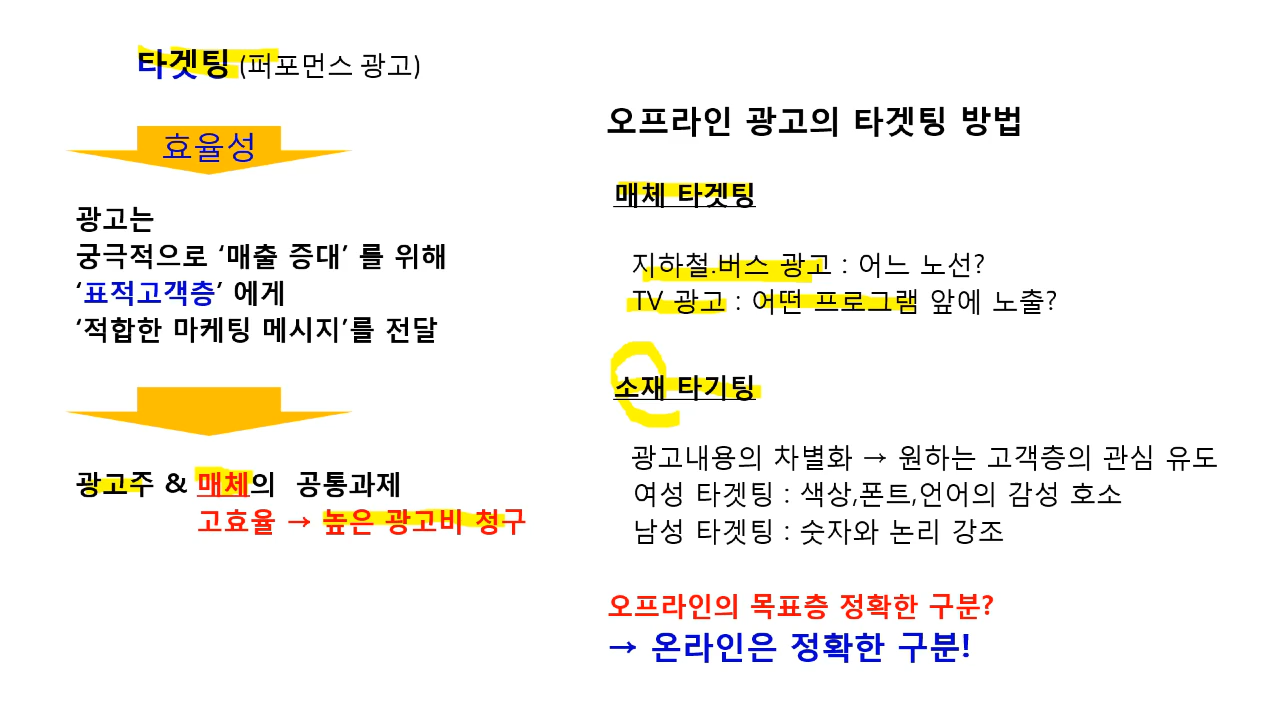 타겟팅 (퍼포먼스 광고)
효율성
광고는
궁극적으로 ‘매출 증대’ 를 위해
‘표적고객층’ 에게
‘적합한 마케팅 메시지’를 전달
광고주 & 매체의 공통과제
고효율 → 높은 광고비 청구
오프라인 광고의 타겟팅 방법
매체 타겟팅
지하철.버스 광고 : 어느 노선?
TV 광고 : 어떤 프로그램 앞에 노출?
소재 타기팅
광고내용의 차별화 → 원하는 고객층의 관심 유도
여성 타겟팅 : 색상,폰트,언어의 감성 호소
남성 타겟팅 : 숫자와 논리 강조
오프라인의 목표층 정확한 구분?
→ 온라인은 정확한 구분!